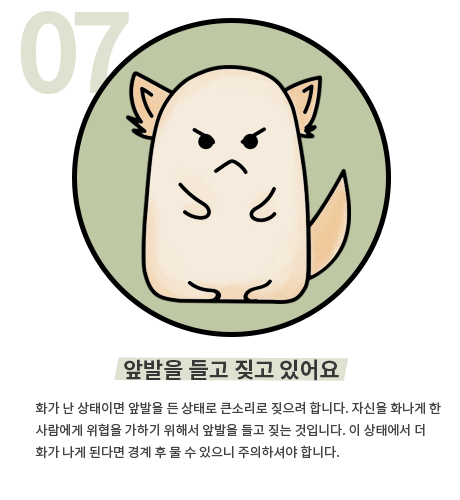 07
앞발을 들고 짖고 있어요
화가 난 상태이면 앞발을 든 상태로 큰소리로 짖으려 합니다. 자신을 화나게 한
사람에게 위협을 가하기 위해서 앞발을 들고 짖는 것입니다. 이 상태에서 더
화가 나게 된다면 경계 후 물 수 있으니 주의하셔야 합니다.